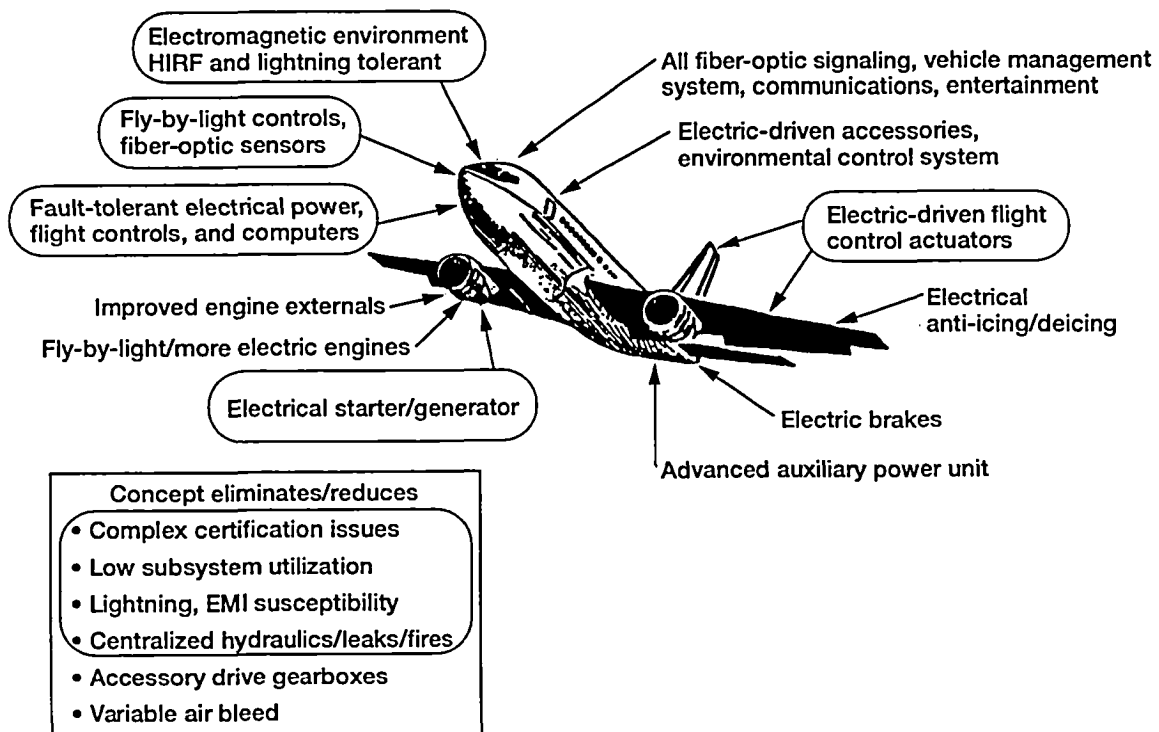 Electromagnetic environment
HIRF and lightning tolerant
All fiber-optic signaling, vehicle management
system, communications, entertainment
Fly-by-light controls,
fiber-optic sensors
Electric-driven accessories,
environmental control system
Fault-tolerant electrical power,
flight controls, and computers
Electric-driven flight
control actuators
Improved engine externals
Electrical
anti-icing/deicing
Fly-by-light/more electric engines
Electrical starter/generator
Electric brakes
Advanced auxiliary power unit
Concept eliminates/reduces
• Complex certification issues
• Low subsystem utilization
• Lightning, EMI susceptibility
• Centralized hydraulics/leaks/fires
• Accessory drive gearboxes
• Variable air bleed